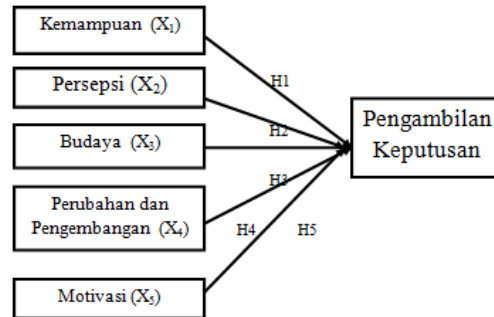 Kemampuan (X₁)
H1
Persepsi (X₂)
Pengambilan
Keputusan
H2
Budaya (X₃)
H3
Perubahan dan
Pengembangan (X₄)
H4
H5
Motivasi (X₅)